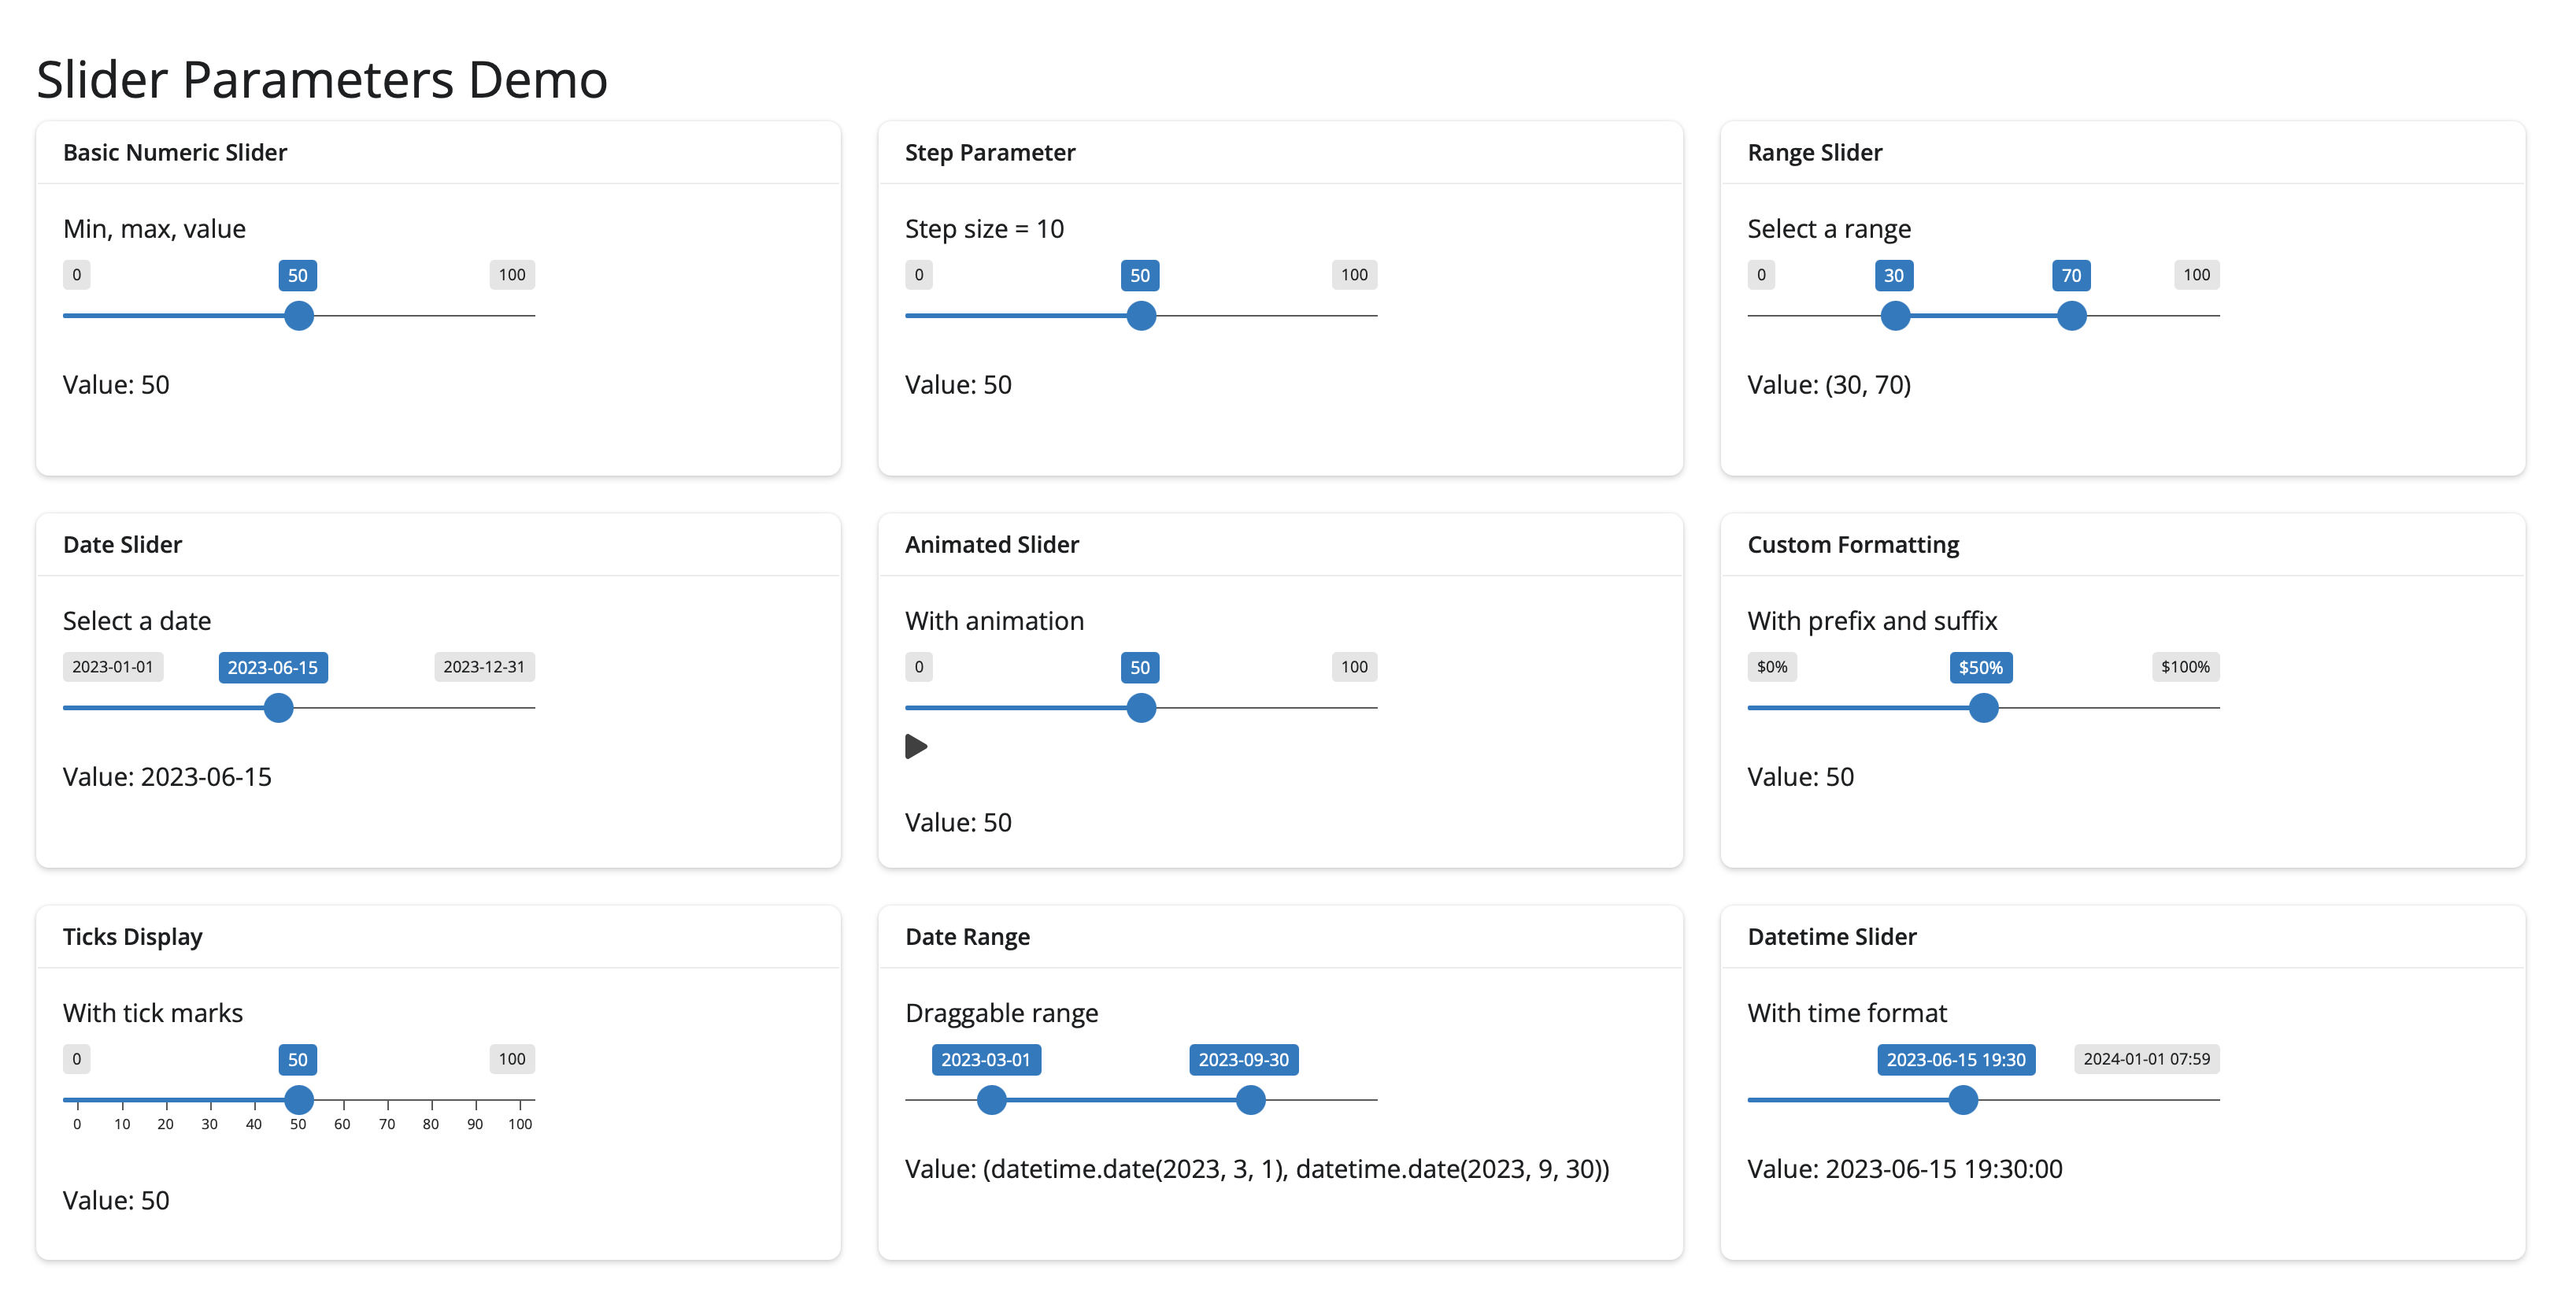 Slider Parameters Demo
Basic Numeric Slider
Min, max, value
0 50 100
Value: 50
Step Parameter
Step size = 10
0 50 100
Value: 50
Range Slider
Select a range
0 30 70 100
Value: (30, 70)
Date Slider
Select a date
2023-01-01 2023-06-15 2023-12-31
Value: 2023-06-15
Animated Slider
With animation
0 50 100
Value: 50
Custom Formatting
With prefix and suffix
$0% $50% $100%
Value: 50
Ticks Display
With tick marks
0 50 100
0 10 20 30 40 50 60 70 80 90 100
Value: 50
Date Range
Draggable range
2023-03-01 2023-09-30
Value: (datetime.date(2023, 3, 1), datetime.date(2023, 9, 30))
Datetime Slider
With time format
2023-06-15 19:30 2024-01-01 07:59
Value: 2023-06-15 19:30:00